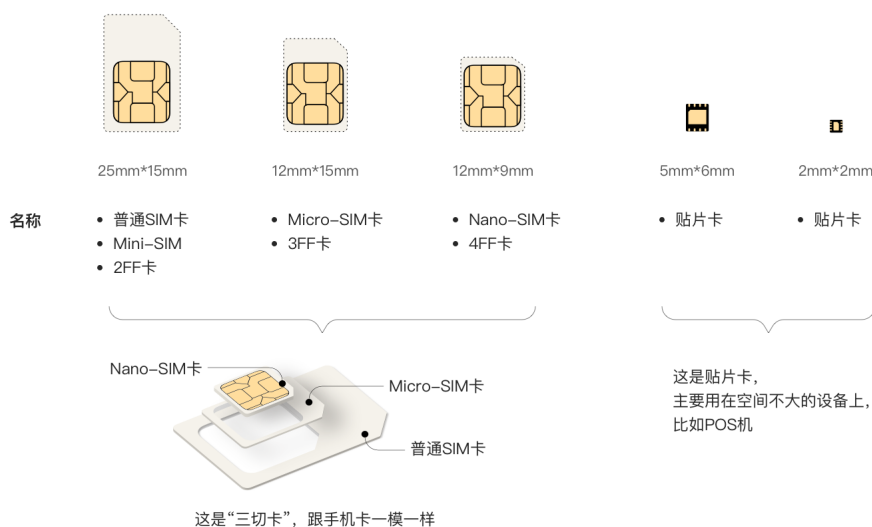 25mm*15mm
12mm*15mm
12mm*9mm
5mm*6mm
2mm*2mm
名称
• 普通SIM卡
• Mini-SIM
• 2FF卡
• Micro-SIM卡
• 3FF卡
• Nano-SIM卡
• 4FF卡
• 贴片卡
• 贴片卡
Nano-SIM卡
Micro-SIM卡
普通SIM卡
这是“三切卡”，跟手机卡一模一样
这是贴片卡，
主要用在空间不大的设备上，
比如POS机